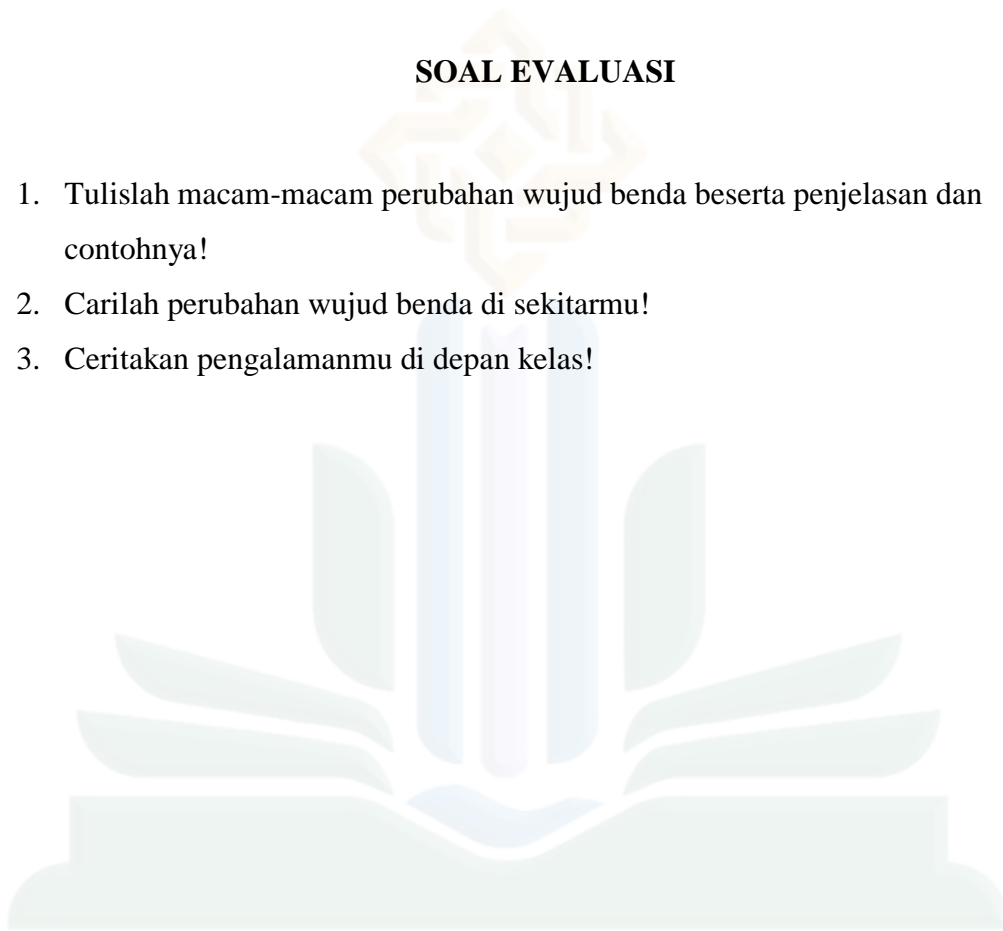 SOAL EVALUASI
1. Tulislah macam-macam perubahan wujud benda beserta penjelasan dan
contohnya!
2. Carilah perubahan wujud benda di sekitarmu!
3. Ceritakan pengalamanmu di depan kelas!